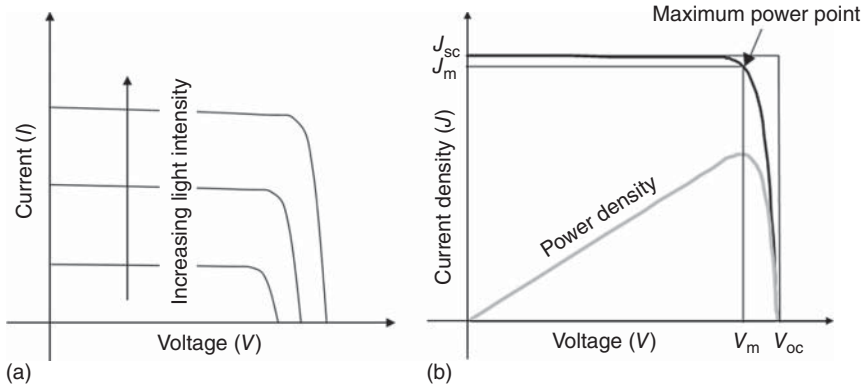 Current (I)
Increasing light intensity
Voltage (V)
(a)
Maximum power point
Jsc
Jm
Current density (J)
Power density
Voltage (V)
Vm
Voc
(b)